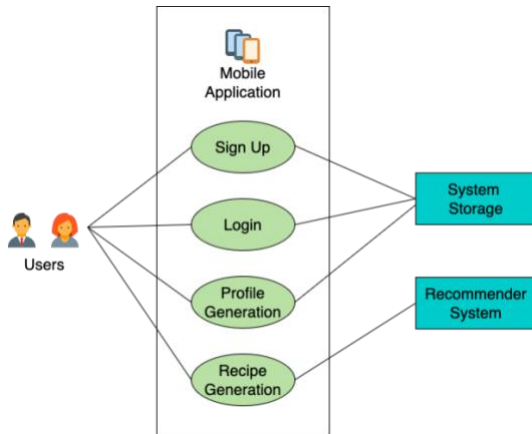 Mobile
Application
Sign Up
Login
Profile
Generation
Recipe
Generation
Users
System
Storage
Recommender
System